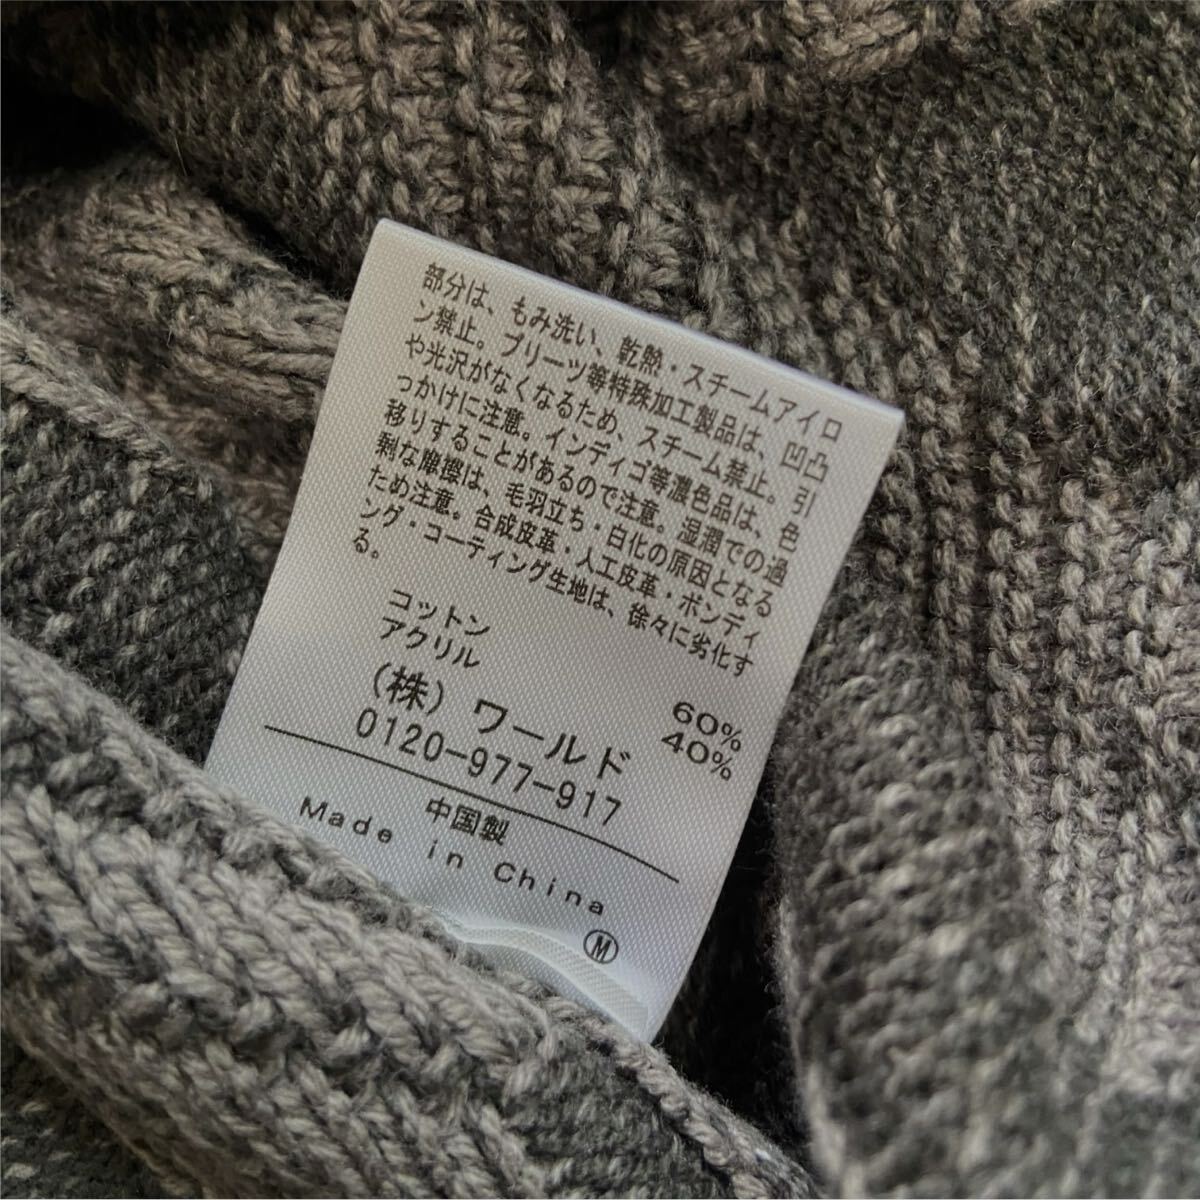 部分は、もみ洗い、乾熱・スチームアイロ
ン禁止。プリーツ等特殊加工製品は、凹凸
や光沢がなくなるため、スチーム禁止。引
っかけに注意。インディゴ等濃色品は、色
移りすることがあるので注意。湿潤での過
剰な摩擦は、毛羽立ち・白化の原因となる
ため注意。合成皮革・人工皮革・ボンディ
ング・コーティング生地は、徐々に劣化す
る。
コットン 60%
アクリル 40%
(株) ワールド
0120-977-917
中国製
Made in China
M